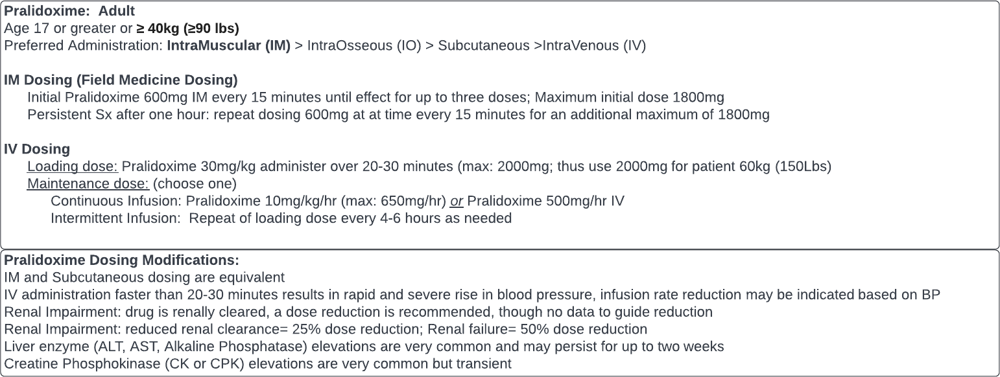 Pralidoxime:  Adult
Age 17 or greater or ≥ 40kg (≥90 lbs)
Preferred Administration: IntraMuscular (IM) > IntraOsseous (IO) > Subcutaneous >IntraVenous (IV)
IM Dosing (Field Medicine Dosing)
Initial Pralidoxime 600mg IM every 15 minutes until effect for up to three doses; Maximum initial dose 1800mg
Persistent Sx after one hour: repeat dosing 600mg at at time every 15 minutes for an additional maximum of 1800mg
IV Dosing
Loading dose: Pralidoxime 30mg/kg administer over 20-30 minutes (max: 2000mg; thus use 2000mg for patient 60kg (150Lbs)
Maintenance dose: (choose one)
Continuous Infusion: Pralidoxime 10mg/kg/hr (max: 650mg/hr) or Pralidoxime 500mg/hr IV
Intermittent Infusion:  Repeat of loading dose every 4-6 hours as needed
Pralidoxime Dosing Modifications:
IM and Subcutaneous dosing are equivalent
IV administration faster than 20-30 minutes results in rapid and severe rise in blood pressure, infusion rate reduction may be indicated based on BP
Renal Impairment: drug is renally cleared, a dose reduction is recommended, though no data to guide reduction
Renal Impairment: reduced renal clearance= 25% dose reduction; Renal failure= 50% dose reduction
Liver enzyme (ALT, AST, Alkaline Phosphatase) elevations are very common and may persist for up to two weeks
Creatine Phosphokinase (CK or CPK) elevations are very common but transient